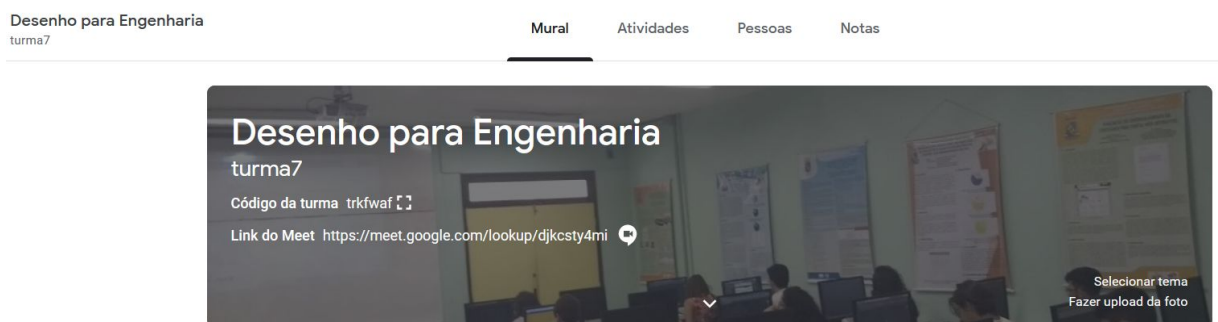 Desenho para Engenharia
turma7
Mural Atividades Pessoas Notas
Desenho para Engenharia
turma7
Código da turma trkfwaf
Link do Meet https://meet.google.com/lookup/djkcsty4mi
Selecionar tema
Fazer upload da foto